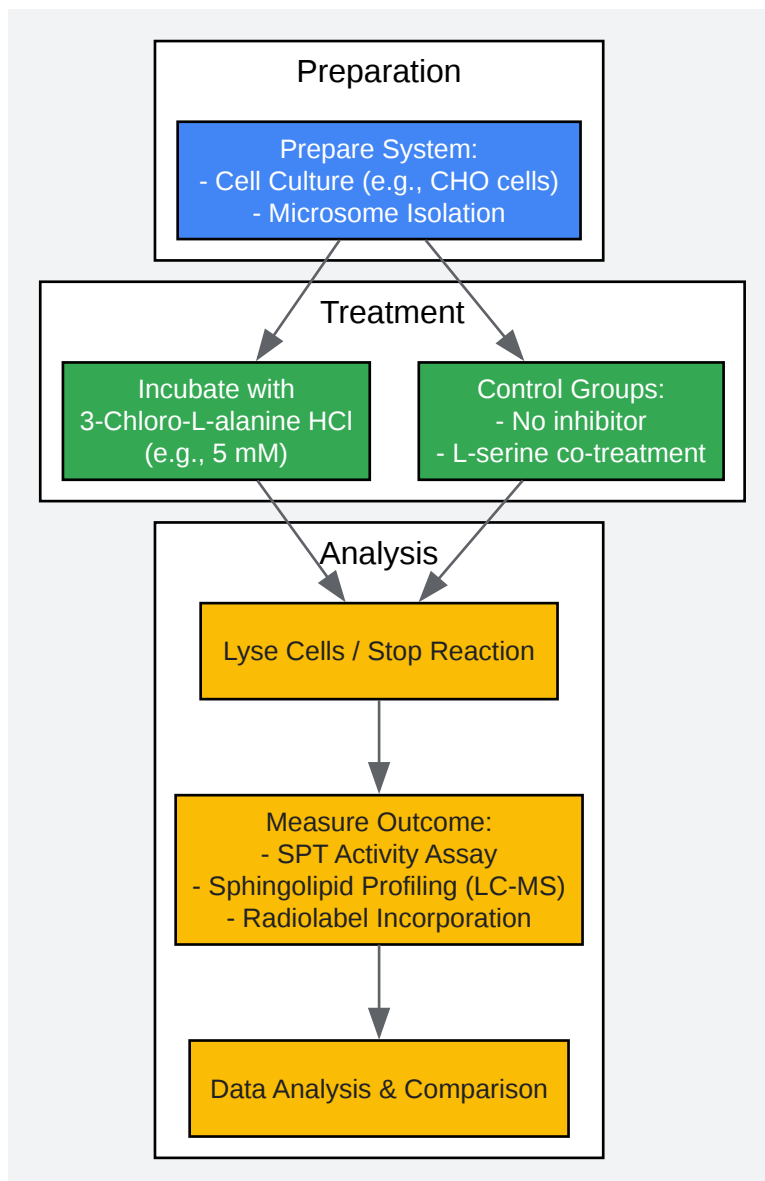 Preparation
Prepare System:
- Cell Culture (e.g., CHO cells)
- Microsome Isolation
Treatment
Incubate with
3-Chloro-L-alanine HCl
(e.g., 5 mM)
Control Groups:
- No inhibitor
- L-serine co-treatment
Analysis
Lyse Cells / Stop Reaction
Measure Outcome:
- SPT Activity Assay
- Sphingolipid Profiling (LC-MS)
- Radiolabel Incorporation
Data Analysis & Comparison